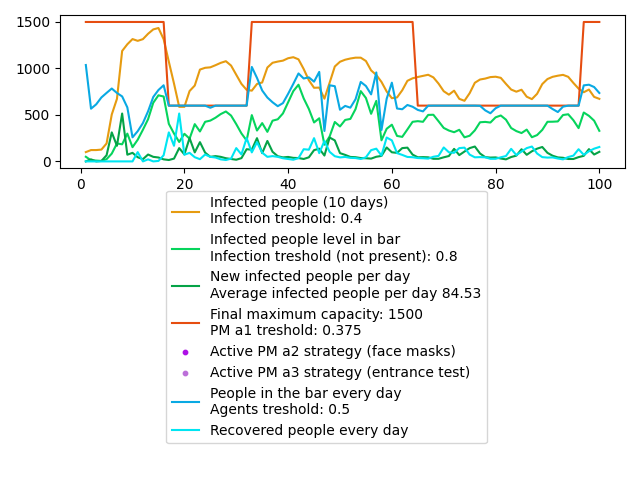 1500
1000
500
0
0
20
40
60
80
100
Infected people (10 days)
Infection treshold: 0.4
Infected people level in bar
Infection treshold (not present): 0.8
New infected people per day
Average infected people per day 84.53
Final maximum capacity: 1500
PM a1 treshold: 0.375
Active PM a2 strategy (face masks)
Active PM a3 strategy (entrance test)
People in the bar every day
Agents treshold: 0.5
Recovered people every day